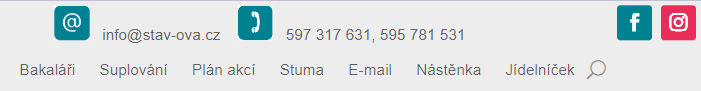 info@stav-ova.cz 597 317 631, 595 781 531
Bakaláři Suplování Plán akcí Stuma E-mail Nástěnka Jídelníček